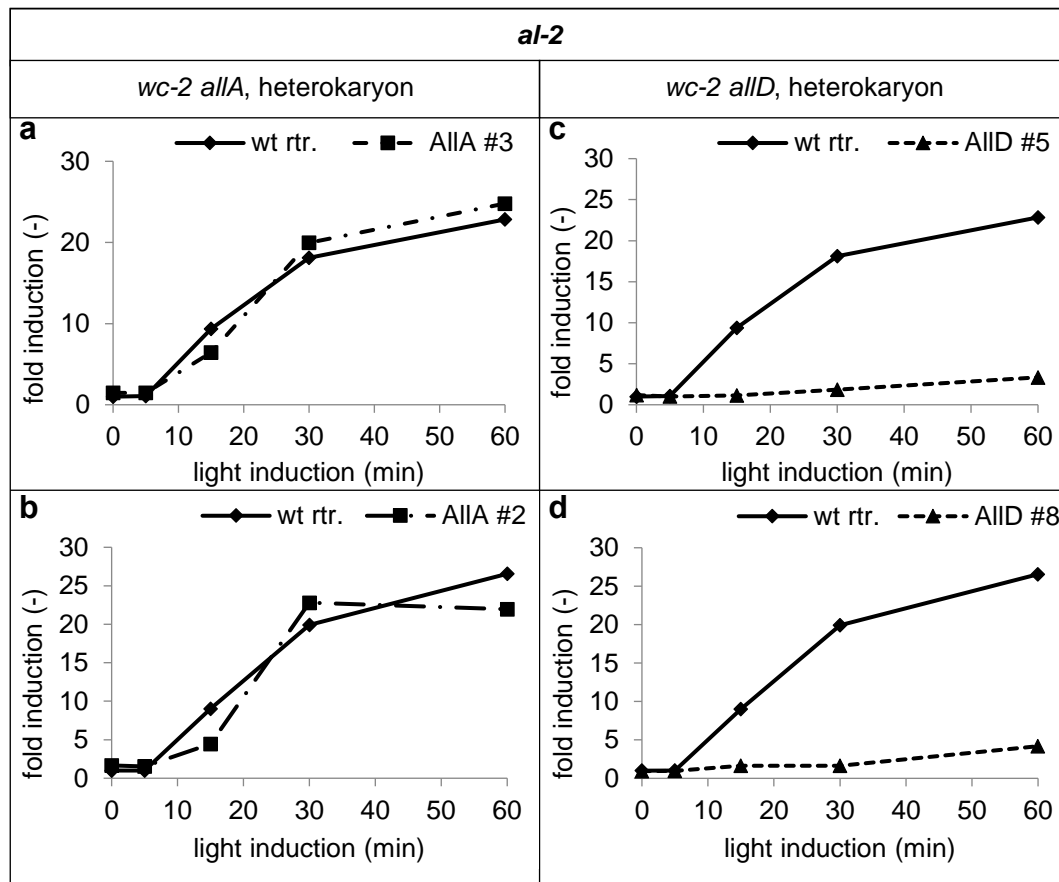 al-2
wc-2 allA, heterokaryon
wc-2 allD, heterokaryon
a
wt rtr. AllA #3
30
20
10
0
0 10 20 30 40 50 60
fold induction (-)
light induction (min)
c
wt rtr. AllD #5
30
25
20
15
10
5
0
0 10 20 30 40 50 60
fold induction (-)
light induction (min)
b
wt rtr. AllA #2
30
25
20
15
10
5
0
0 10 20 30 40 50 60
fold induction (-)
light induction (min)
d
wt rtr. AllD #8
30
25
20
15
10
5
0
0 10 20 30 40 50 60
fold induction (-)
light induction (min)